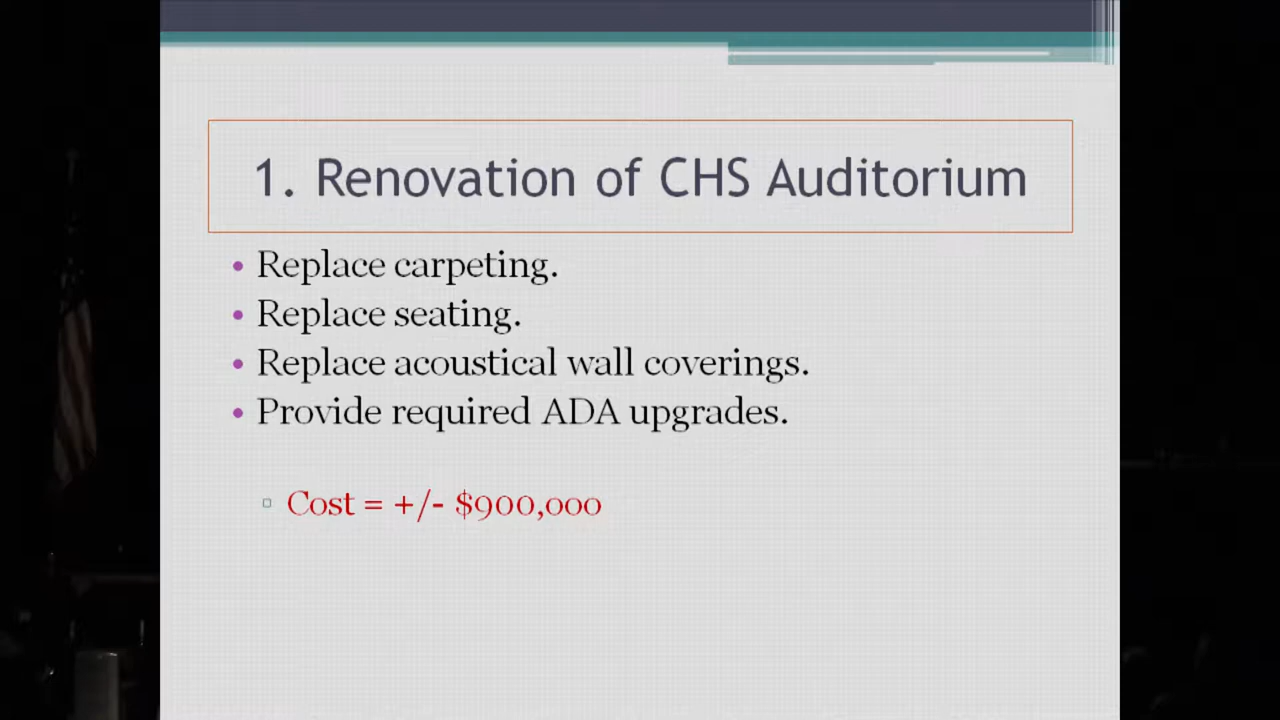 1. Renovation of CHS Auditorium
• Replace carpeting.
• Replace seating.
• Replace acoustical wall coverings.
• Provide required ADA upgrades.
▫ Cost = +/- $900,000